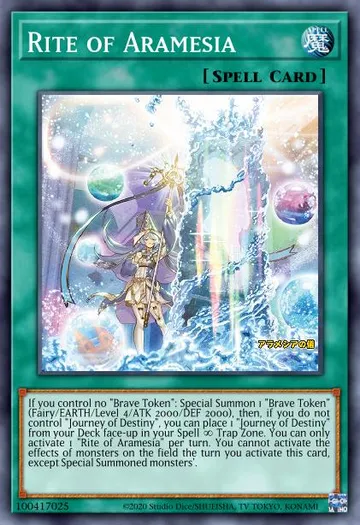 RITE OF ARAMESIA
SPELL
魔
[SPELL CARD]
アラメシアの儀
If you control no "Brave Token": Special Summon 1 "Brave Token"
(Fairy/EARTH/Level 4/ATK 2000/DEF 2000), then, if you do not
control "Journey of Destiny", you can place 1 "Journey of Destiny"
from your Deck face-up in your Spell & Trap Zone. You can only
activate 1 "Rite of Aramesia" per turn. You cannot activate the
effects of monsters on the field the turn you activate this card,
except Special Summoned monsters'.
100417025
©2020 Studio Dice/SHUEISHA, TV TOKYO, KONAMI